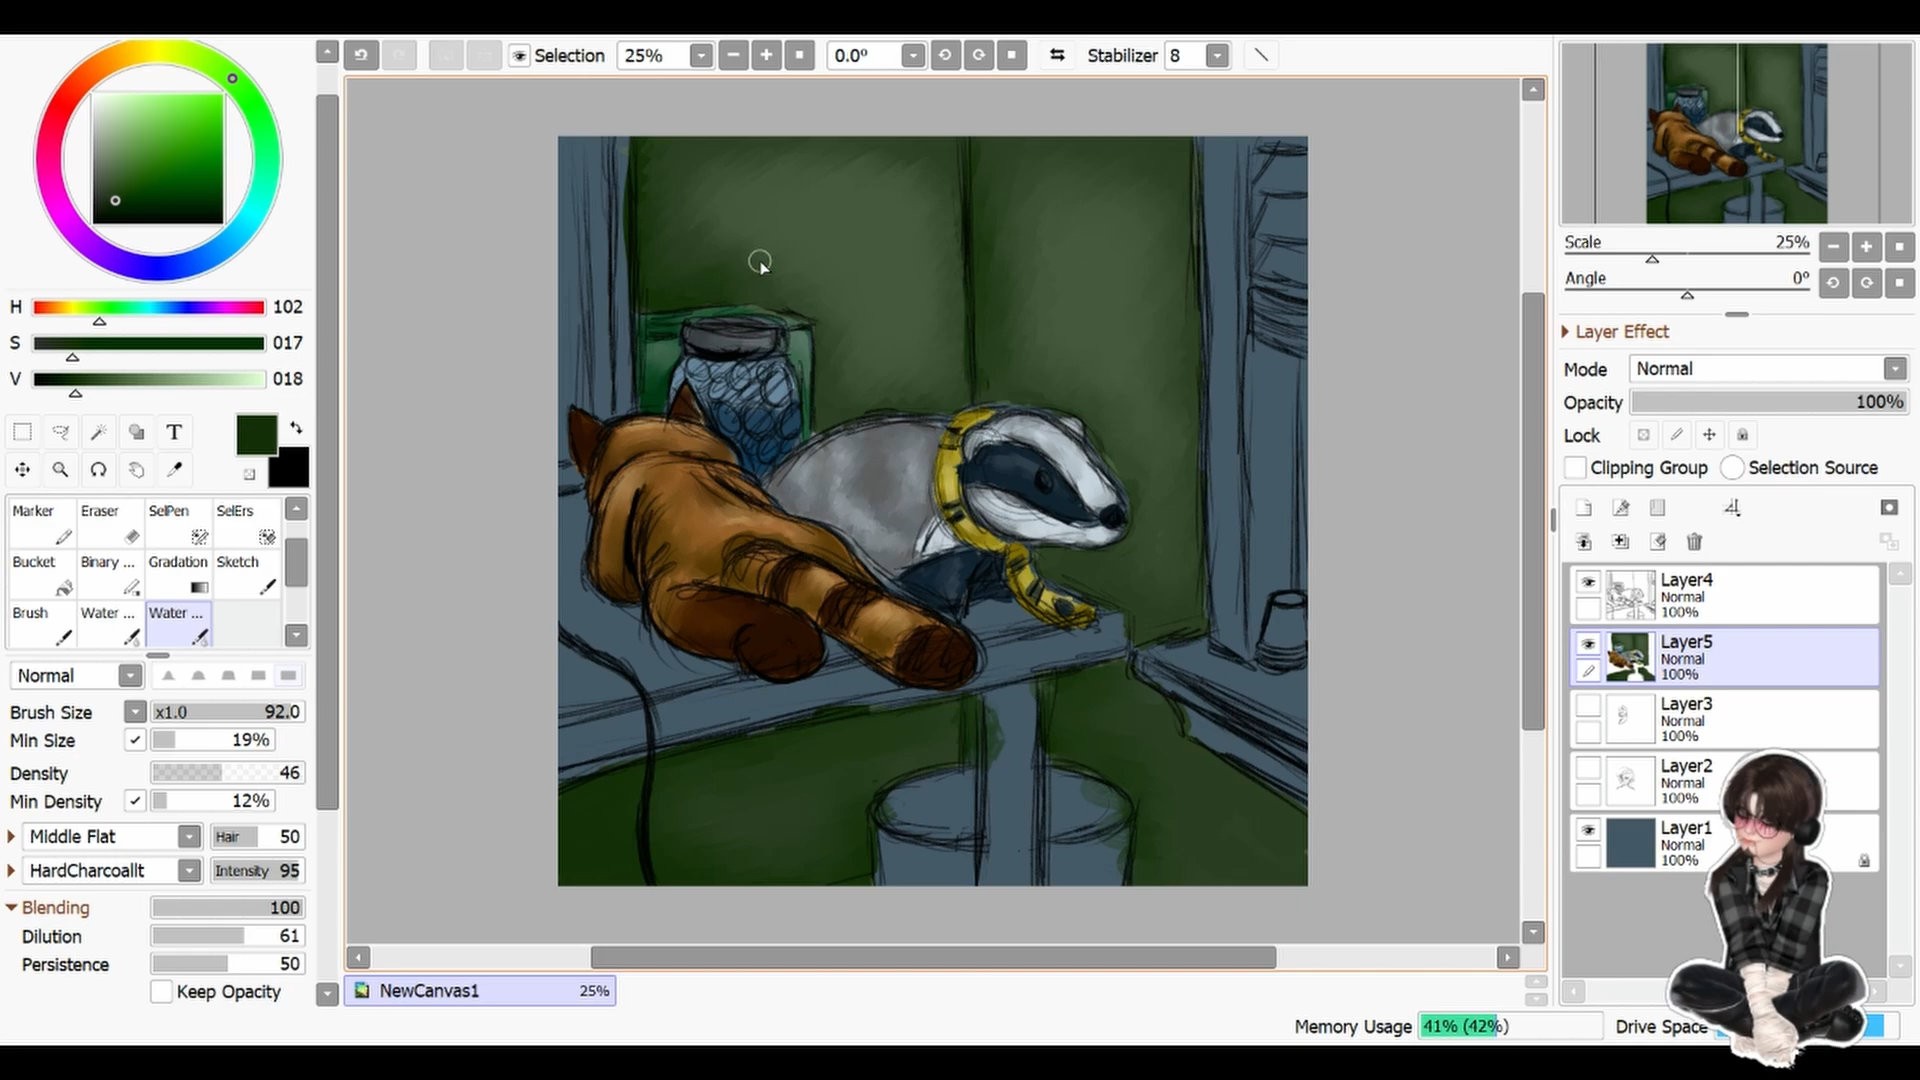 Selection 25% 0.0° Stabilizer 8
H 102
S 017
V 018
T
Marker Eraser SelPen SelErs
Bucket Binary ... Gradation Sketch
Brush Water ... Water ...
Normal
Brush Size x1.0 92.0
Min Size 19%
Density 46
Min Density 12%
Middle Flat Hair 50
HardCharcoallt Intensity 95
Blending 100
Dilution 61
Persistence 50
Keep Opacity
NewCanvas1 25%
Scale 25%
Angle 0°
Layer Effect
Mode Normal
Opacity 100%
Lock
Clipping Group Selection Source
Layer4
Normal
100%
Layer5
Normal
100%
Layer3
Normal
100%
Layer2
Normal
100%
Layer1
Normal
100%
Memory Usage 41% (42%) Drive Space